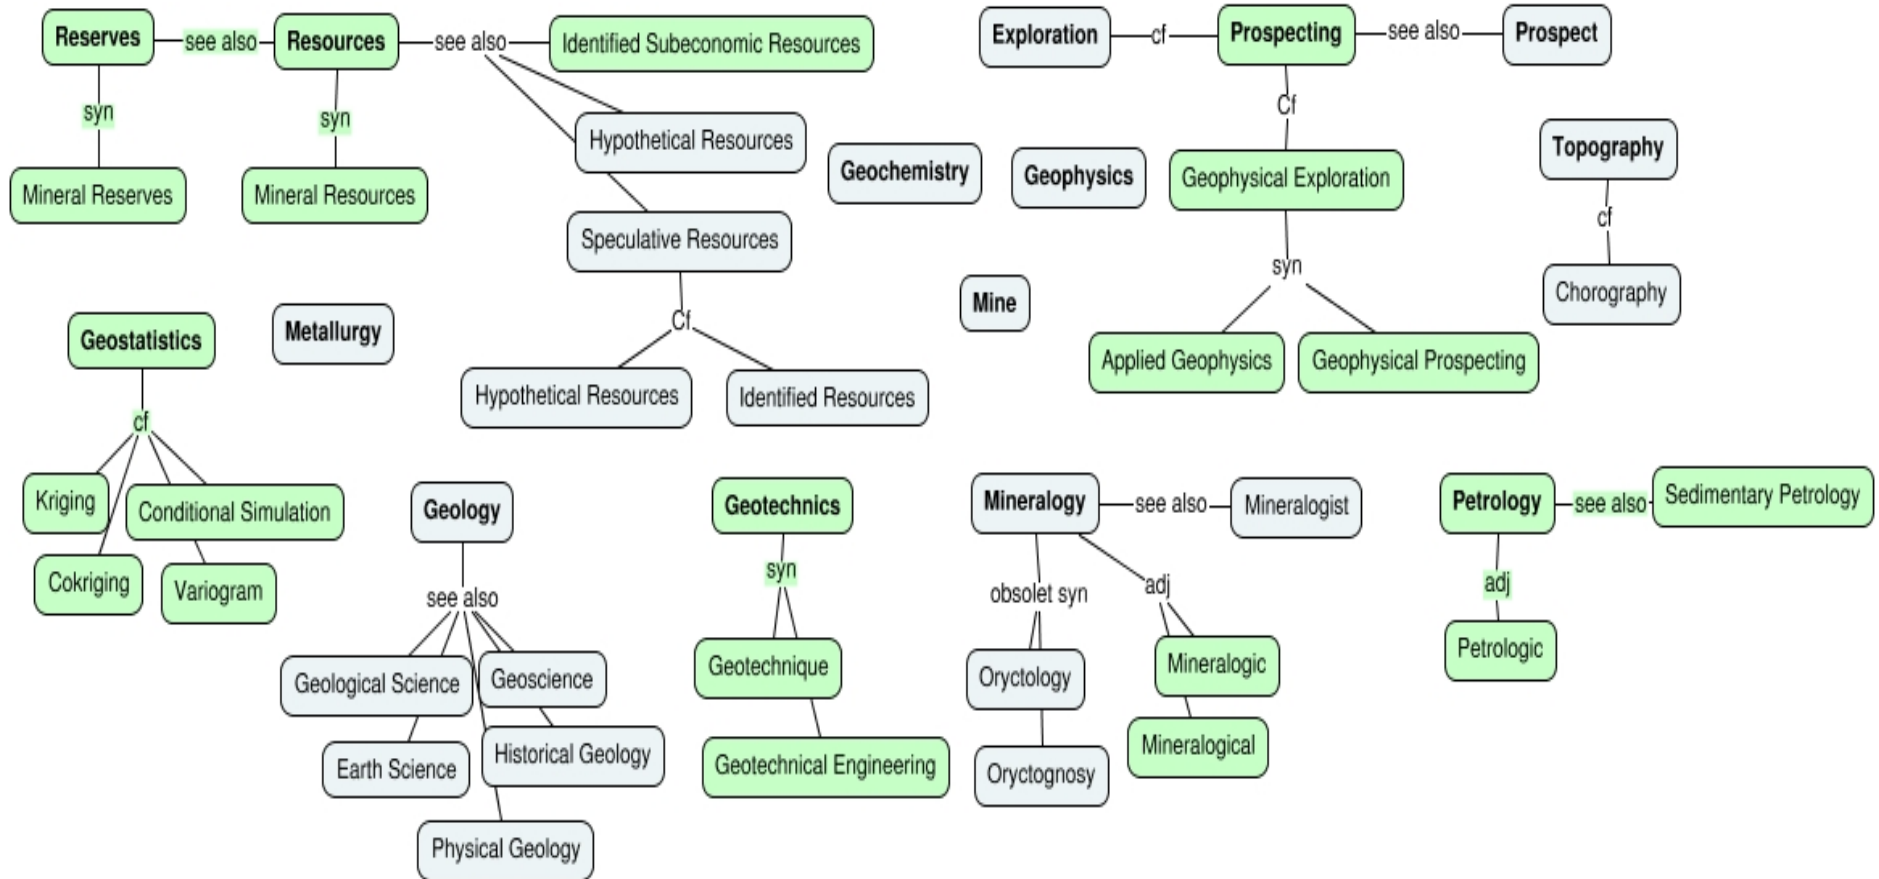 Reserves
see also
Resources
see also
Identified Subeconomic Resources
syn
syn
Mineral Reserves
Mineral Resources
Hypothetical Resources
Speculative Resources
Cf
Hypothetical Resources
Identified Resources
Exploration
cf
Prospecting
see also
Prospect
Cf
Geochemistry
Geophysics
Geophysical Exploration
syn
Applied Geophysics
Geophysical Prospecting
Topography
cf
Chorography
Mine
Geostatistics
cf
Kriging
Conditional Simulation
Cokriging
Variogram
Metallurgy
Geology
see also
Geological Science
Geoscience
Earth Science
Historical Geology
Physical Geology
Geotechnics
syn
Geotechnique
Geotechnical Engineering
Mineralogy
see also
Mineralogist
obsolet syn
adj
Oryctology
Mineralogic
Oryctognosy
Mineralogical
Petrology
see also
Sedimentary Petrology
adj
Petrologic